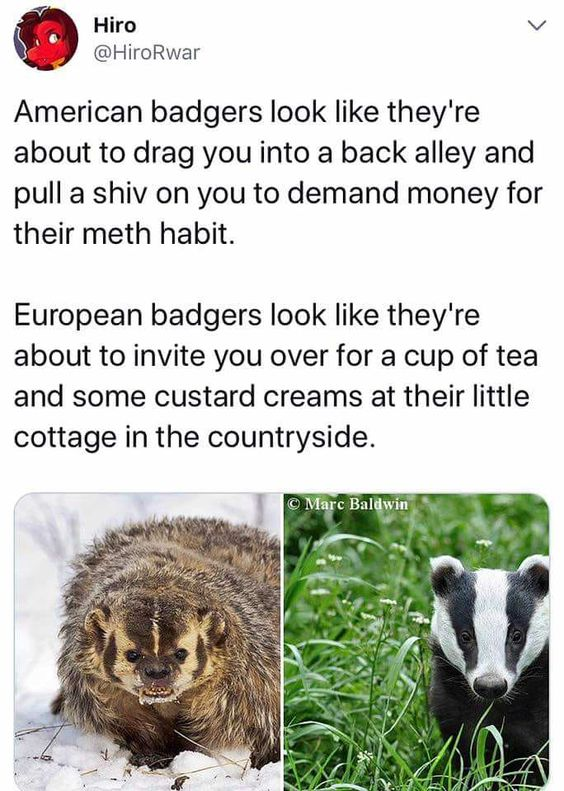 Hiro
@HiroRwar
American badgers look like they're
about to drag you into a back alley and
pull a shiv on you to demand money for
their meth habit.
European badgers look like they're
about to invite you over for a cup of tea
and some custard creams at their little
cottage in the countryside.
© Marc Baldwin